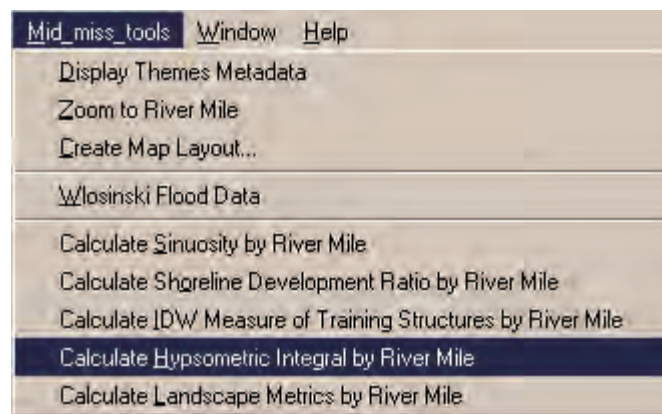 Mid_miss_tools Window Help
Display Themes Metadata
Zoom to River Mile
Create Map Layout...
Wlosinski Flood Data
Calculate Sinuosity by River Mile
Calculate Shoreline Development Ratio by River Mile
Calculate IDW Measure of Training Structures by River Mile
Calculate Hypsometric Integral by River Mile
Calculate Landscape Metrics by River Mile